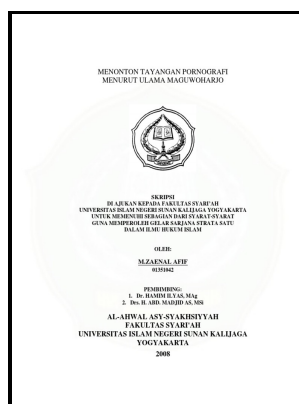 MENONTON TAYANGAN PORNOGRAFI
MENURUT ULAMA MAGUWOHARJO
SKRIPSI
DI AJUKAN KEPADA FAKULTAS SYARI'AH
UNIVERSITAS ISLAM NEGERI SUNAN KALIJAGA YOGYAKARTA
UNTUK MEMENUHI SEBAGIAN DARI SYARAT-SYARAT
GUNA MEMPEROLEH GELAR SARJANA STRATA SATU
DALAM ILMU HUKUM ISLAM
OLEH:
M.ZAENAL AFIF
01351042
PEMBIMBING:
1. Dr. HAMIM ILYAS, MAg
2. Drs. H. ABD. MADJID AS, MSi
AL-AHWAL ASY-SYAKHSIYYAH
FAKULTAS SYARI'AH
UNIVERSITAS ISLAM NEGERI SUNAN KALIJAGA
YOGYAKARTA
2008